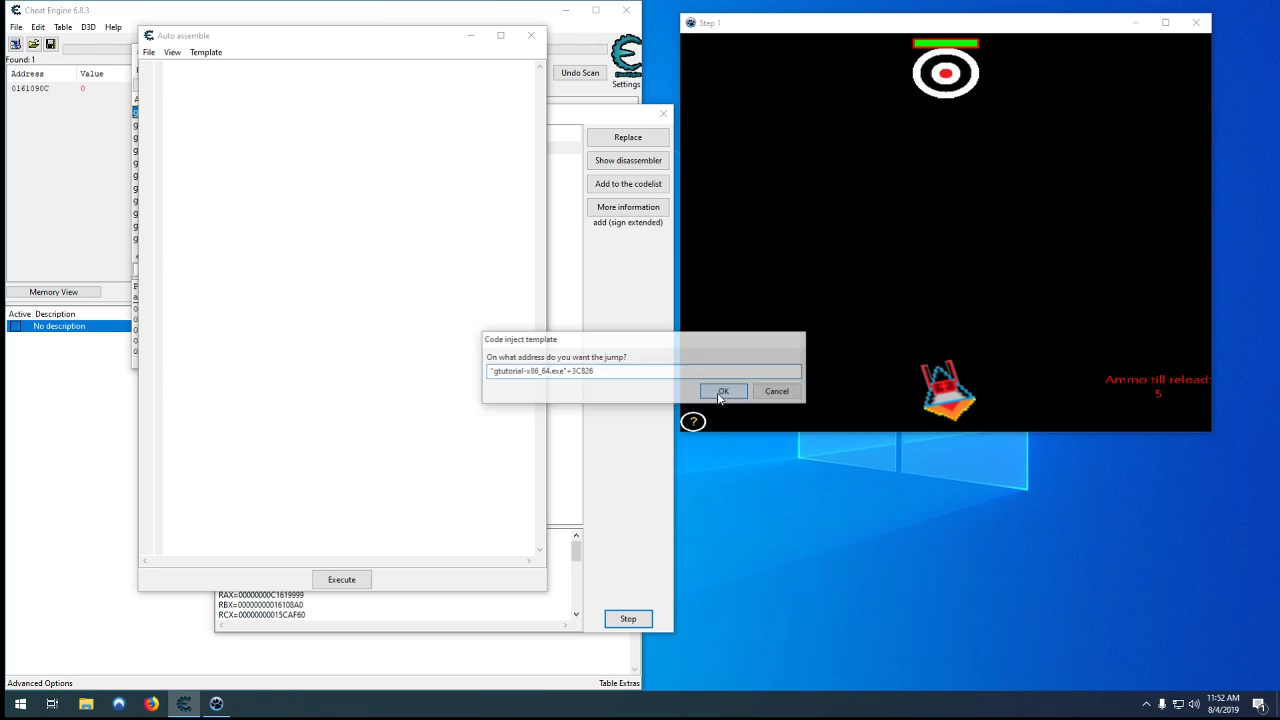 Cheat Engine 6.8.3
File Edit Table D3D Help
Found: 1
Address Value
0161090C 0
Undo Scan
Settings
Memory View
Active Description
No description
Advanced Options
Table Extras
Auto assemble
File View Template
Execute
Replace
Show disassembler
Add to the codelist
More information
add (sign extended)
Code inject template
On what address do you want the jump?
"gtutorial-x86_64.exe"+3C826
OK Cancel
RAX=00000000C1619999
RBX=00000000016108A0
RCX=00000000015CAF60
Stop
Step 1
Ammo till reload:
5
?
11:52 AM
8/4/2019
1